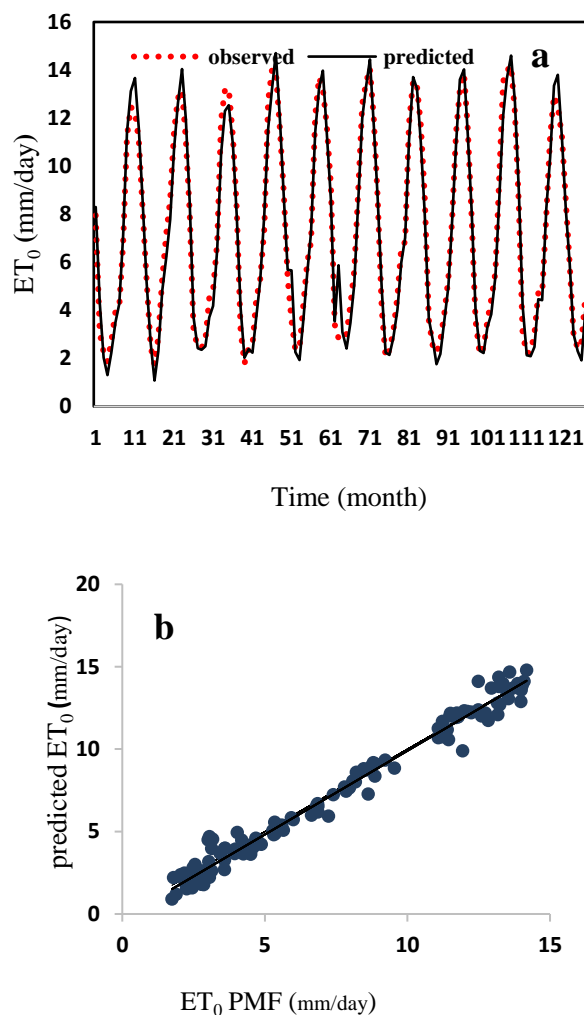 16
14
12
10
8
6
4
2
0
ET0 (mm/day)
observed predicted
a
1 11 21 31 41 51 61 71 81 91 101 111 121
Time (month)
20
15
10
5
0
predicted ET0 (mm/day)
b
0 5 10 15
ET0 PMF (mm/day)